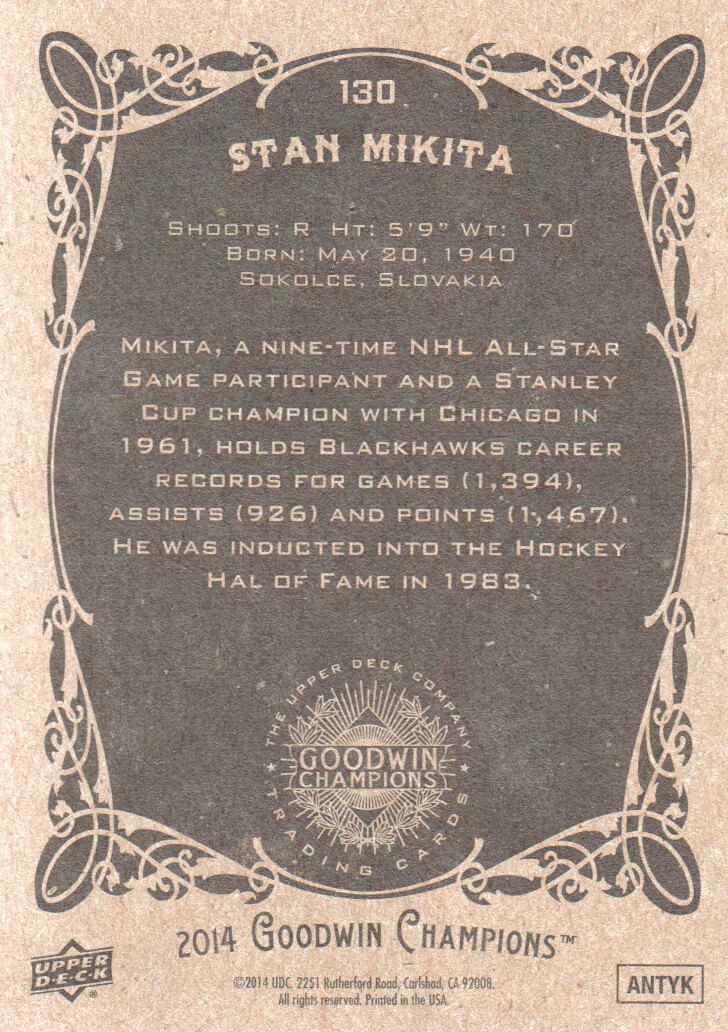 130
STAN MIKITA
SHOOTS: R HT: 5'9" WT: 170
BORN: MAY 20, 1940
SOKOLCE, SLOVAKIA
MIKITA, A NINE-TIME NHL ALL-STAR
GAME PARTICIPANT AND A STANLEY
CUP CHAMPION WITH CHICAGO IN
1961, HOLDS BLACKHAWKS CAREER
RECORDS FOR GAMES (1,394),
ASSISTS (926) AND POINTS (1,467).
HE WAS INDUCTED INTO THE HOCKEY
HAL OF FAME IN 1983.
THE UPPER DECK COMPANY
GOODWIN
CHAMPIONS
★ TRADING CARDS ★
2014 GOODWIN CHAMPIONS™
UPPER
D·E·C·K®
©2014 UDC. 2251 Rutherford Road, Carlsbad, CA 92008.
All rights reserved. Printed in the USA.
ANTYK